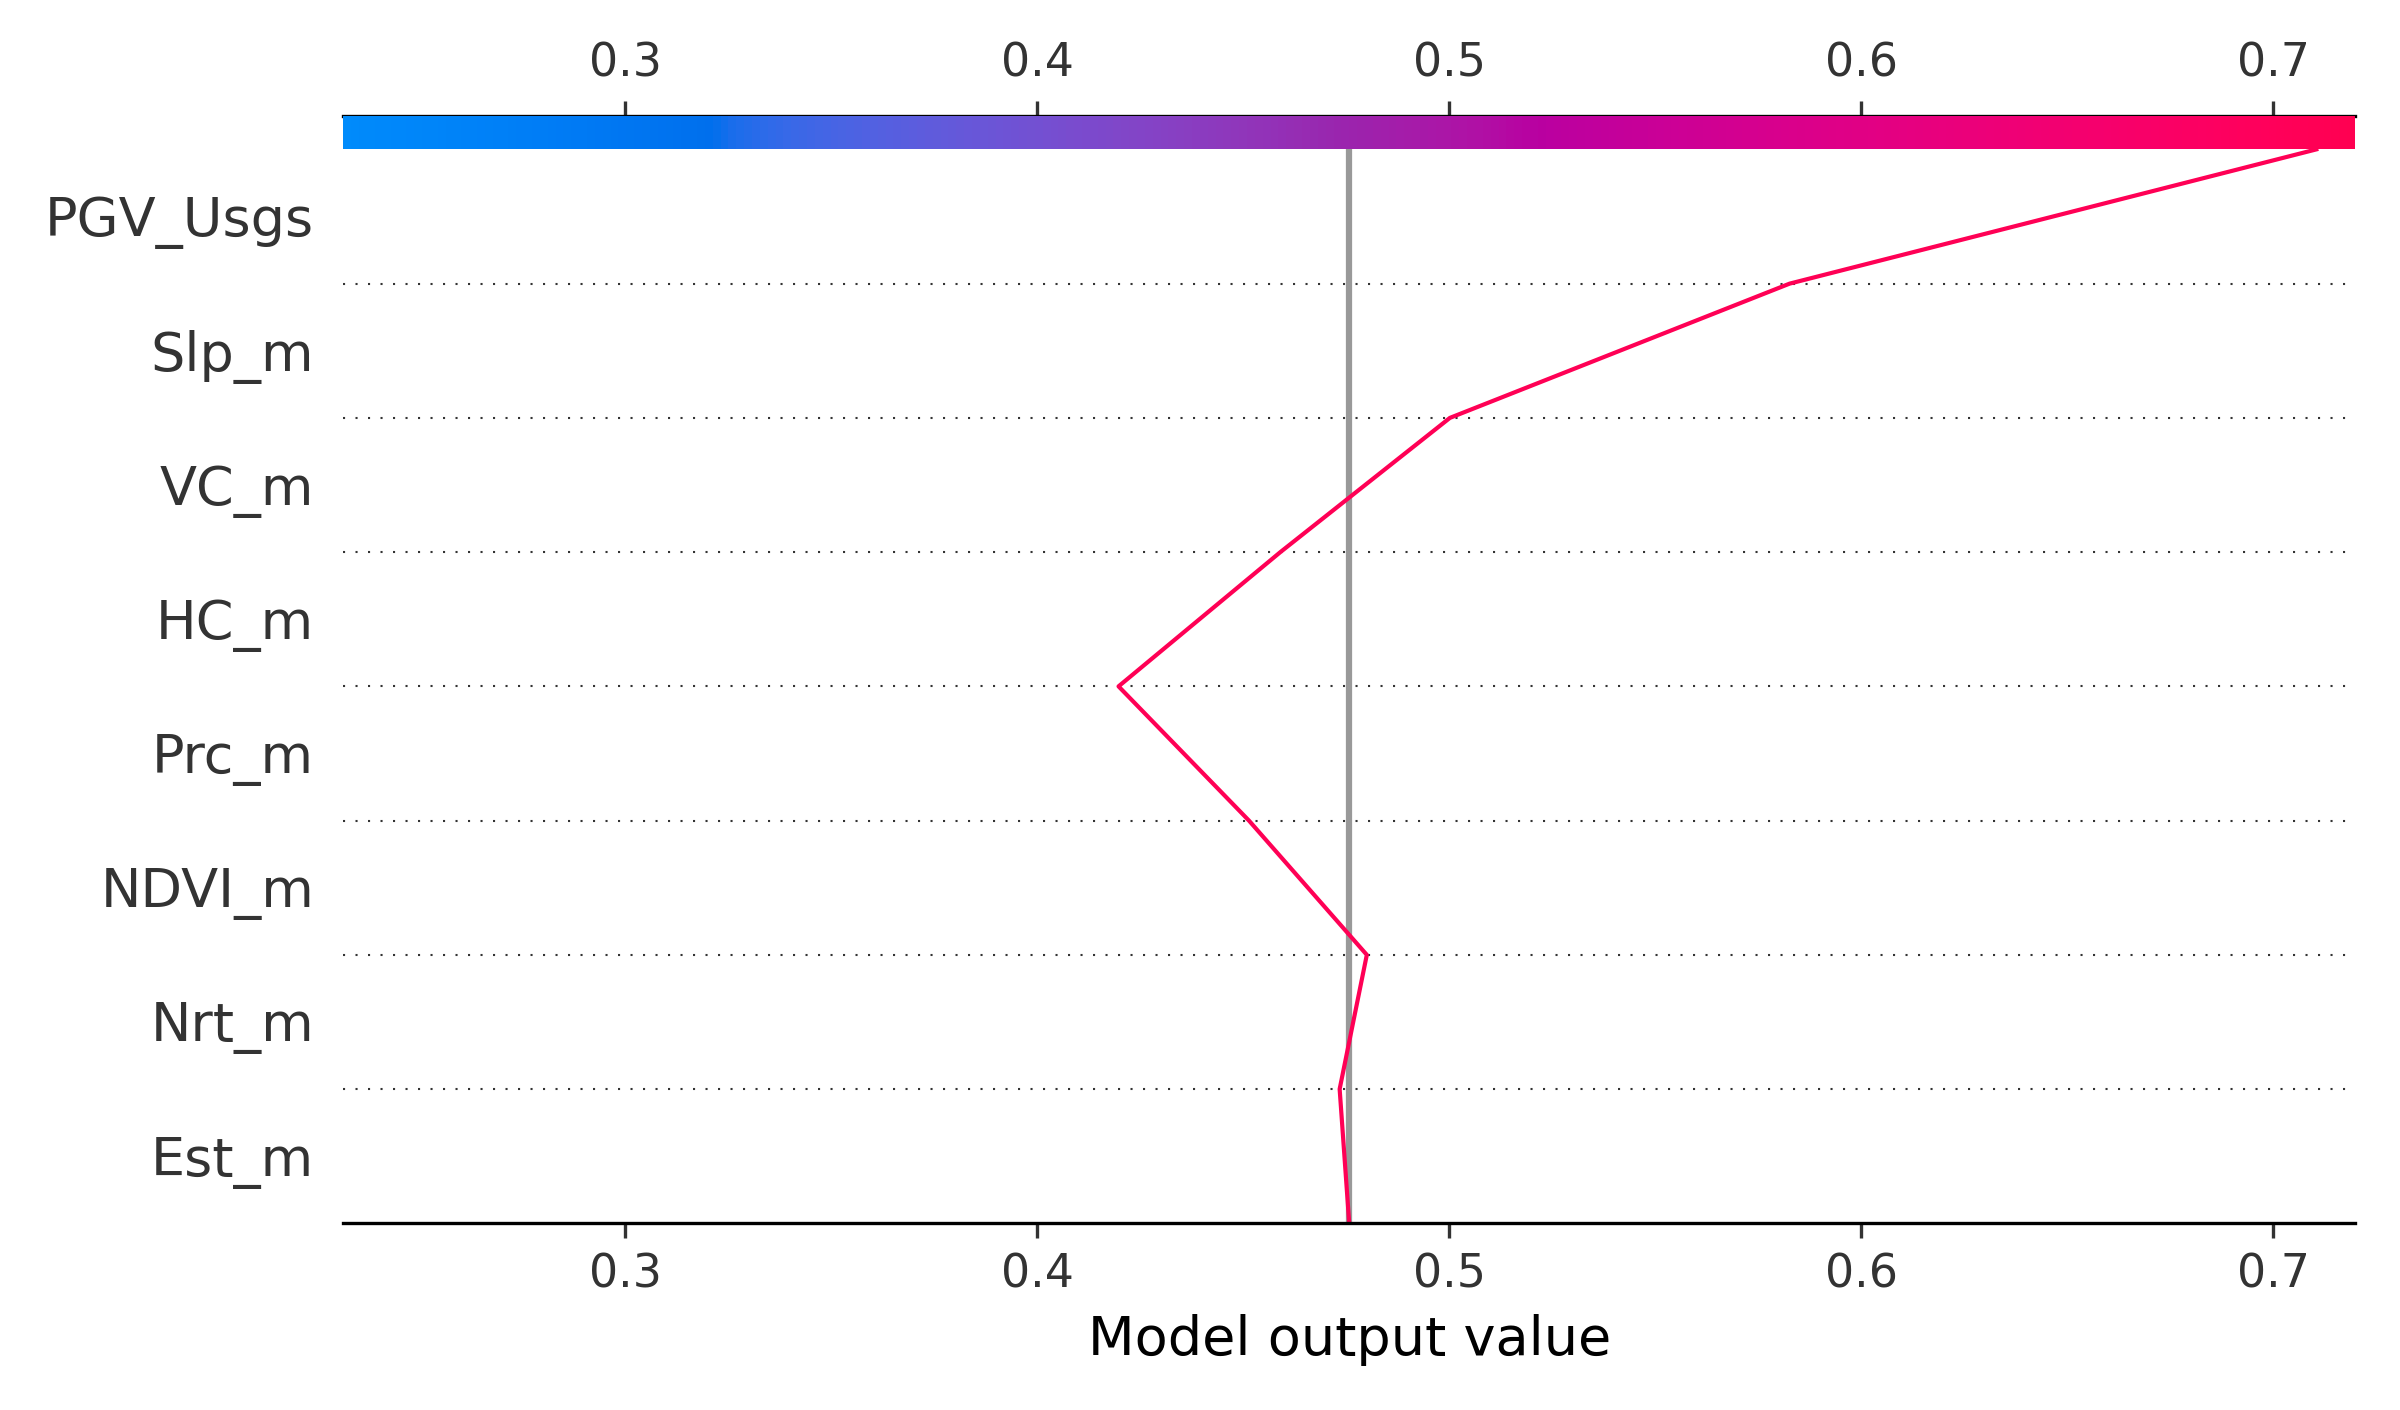 0.3 0.4 0.5 0.6 0.7
PGV_Usgs
Slp_m
VC_m
HC_m
Prc_m
NDVI_m
Nrt_m
Est_m
0.3 0.4 0.5 0.6 0.7
Model output value